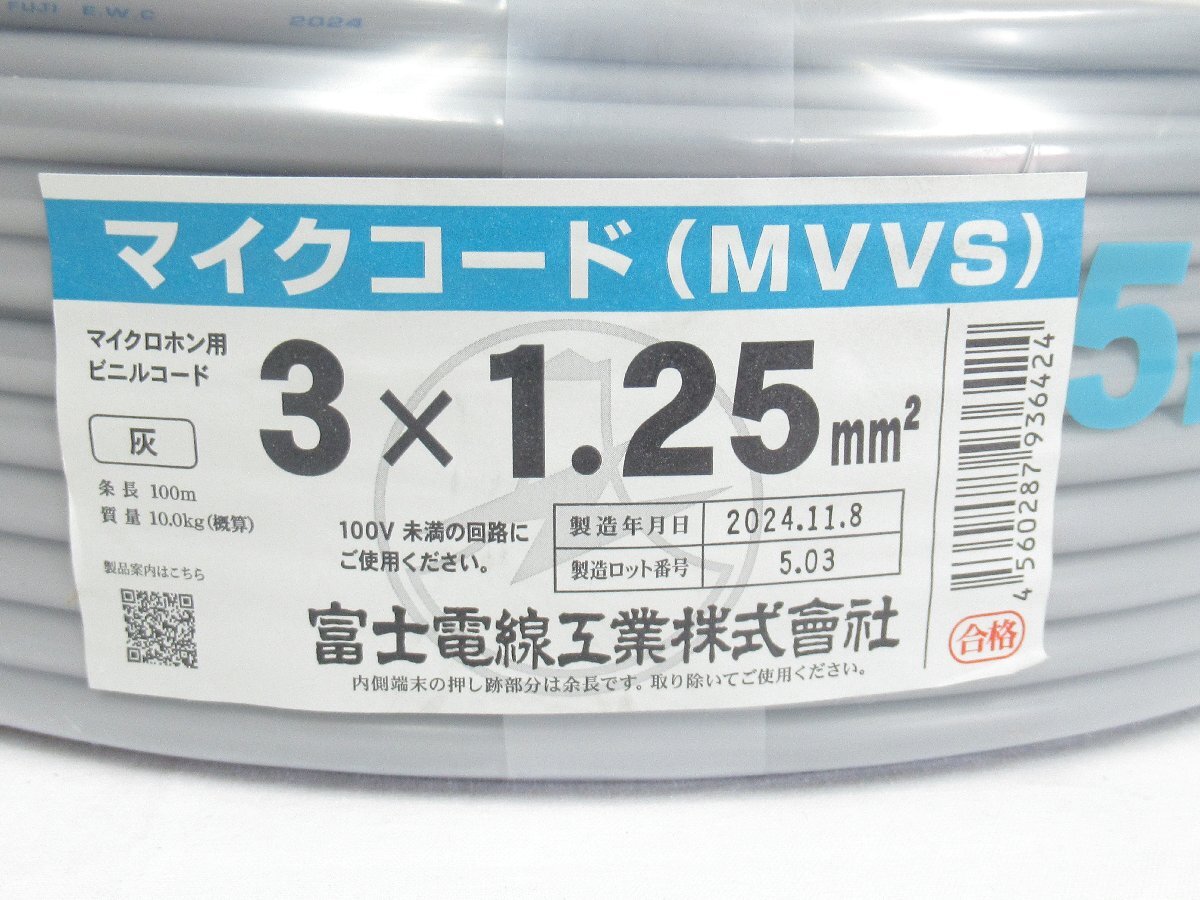 FUJI E.W.C 2024
マイクコード(MVVS)
マイクロホン用
ビニルコード
3×1.25mm²
灰
条長 100m
質量 10.0kg(概算)
100V 未満の回路に
ご使用ください。
製造年月日 2024.11.8
製造ロット番号 5.03
製品案内はこちら
富士電線工業株式會社
内側端末の押し跡部分は余長です。取り除いてご使用ください。
4560287936424
合格
5.